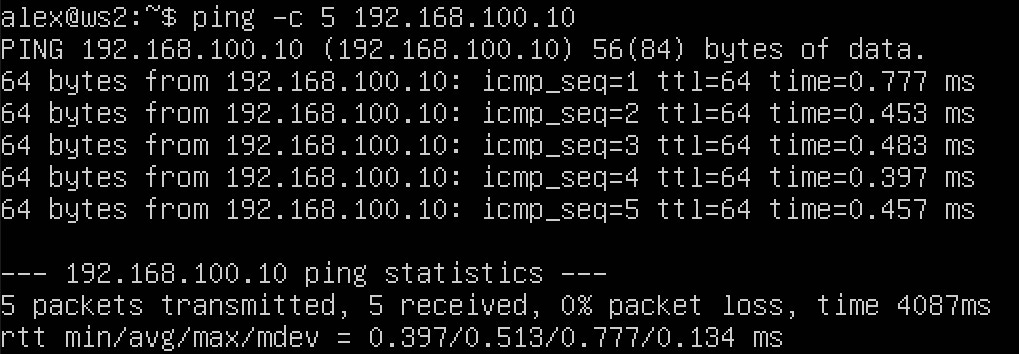 alex@ws2:~$ ping -c 5 192.168.100.10
PING 192.168.100.10 (192.168.100.10) 56(84) bytes of data.
64 bytes from 192.168.100.10: icmp_seq=1 ttl=64 time=0.777 ms
64 bytes from 192.168.100.10: icmp_seq=2 ttl=64 time=0.453 ms
64 bytes from 192.168.100.10: icmp_seq=3 ttl=64 time=0.483 ms
64 bytes from 192.168.100.10: icmp_seq=4 ttl=64 time=0.397 ms
64 bytes from 192.168.100.10: icmp_seq=5 ttl=64 time=0.457 ms

--- 192.168.100.10 ping statistics ---
5 packets transmitted, 5 received, 0% packet loss, time 4087ms
rtt min/avg/max/mdev = 0.397/0.513/0.777/0.134 ms